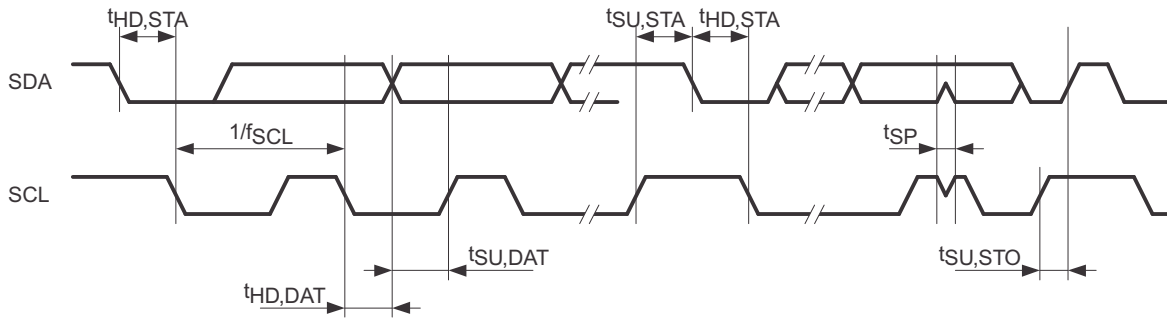 tHD,STA tSU,STA tHD,STA
SDA
1/fSCL tSP
SCL
tSU,DAT tSU,STO
tHD,DAT